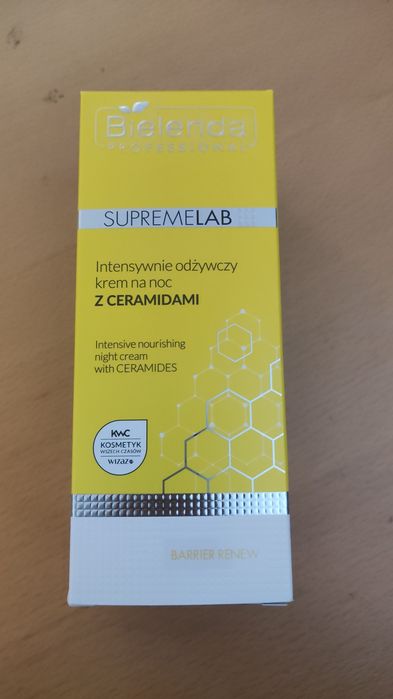 Bielenda
PROFESSIONAL
SUPREMELAB
Intensywnie odżywczy
krem na noc
Z CERAMIDAMI
Intensive nourishing
night cream
with CERAMIDES
KWC
KOSMETYK
WSZECH CZASÓW
wizaz
BARRIER RENEW